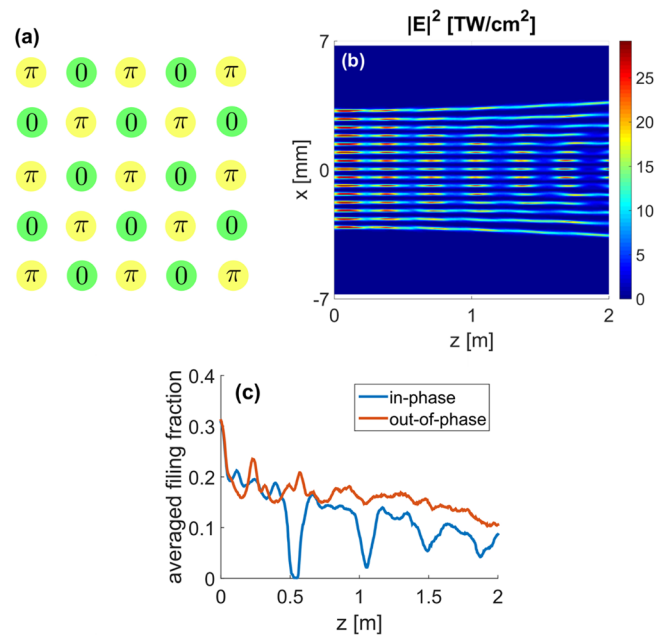 (a)
π 0 π 0 π
0 π 0 π 0
π 0 π 0 π
0 π 0 π 0
π 0 π 0 π
|E|² [TW/cm²]
(b)
7
0
-7
x [mm]
0 1 2
z [m]
25
20
15
10
5
0
(c)
in-phase
out-of-phase
0.4
0.3
0.2
0.1
0
averaged filing fraction
0 0.5 1 1.5 2
z [m]